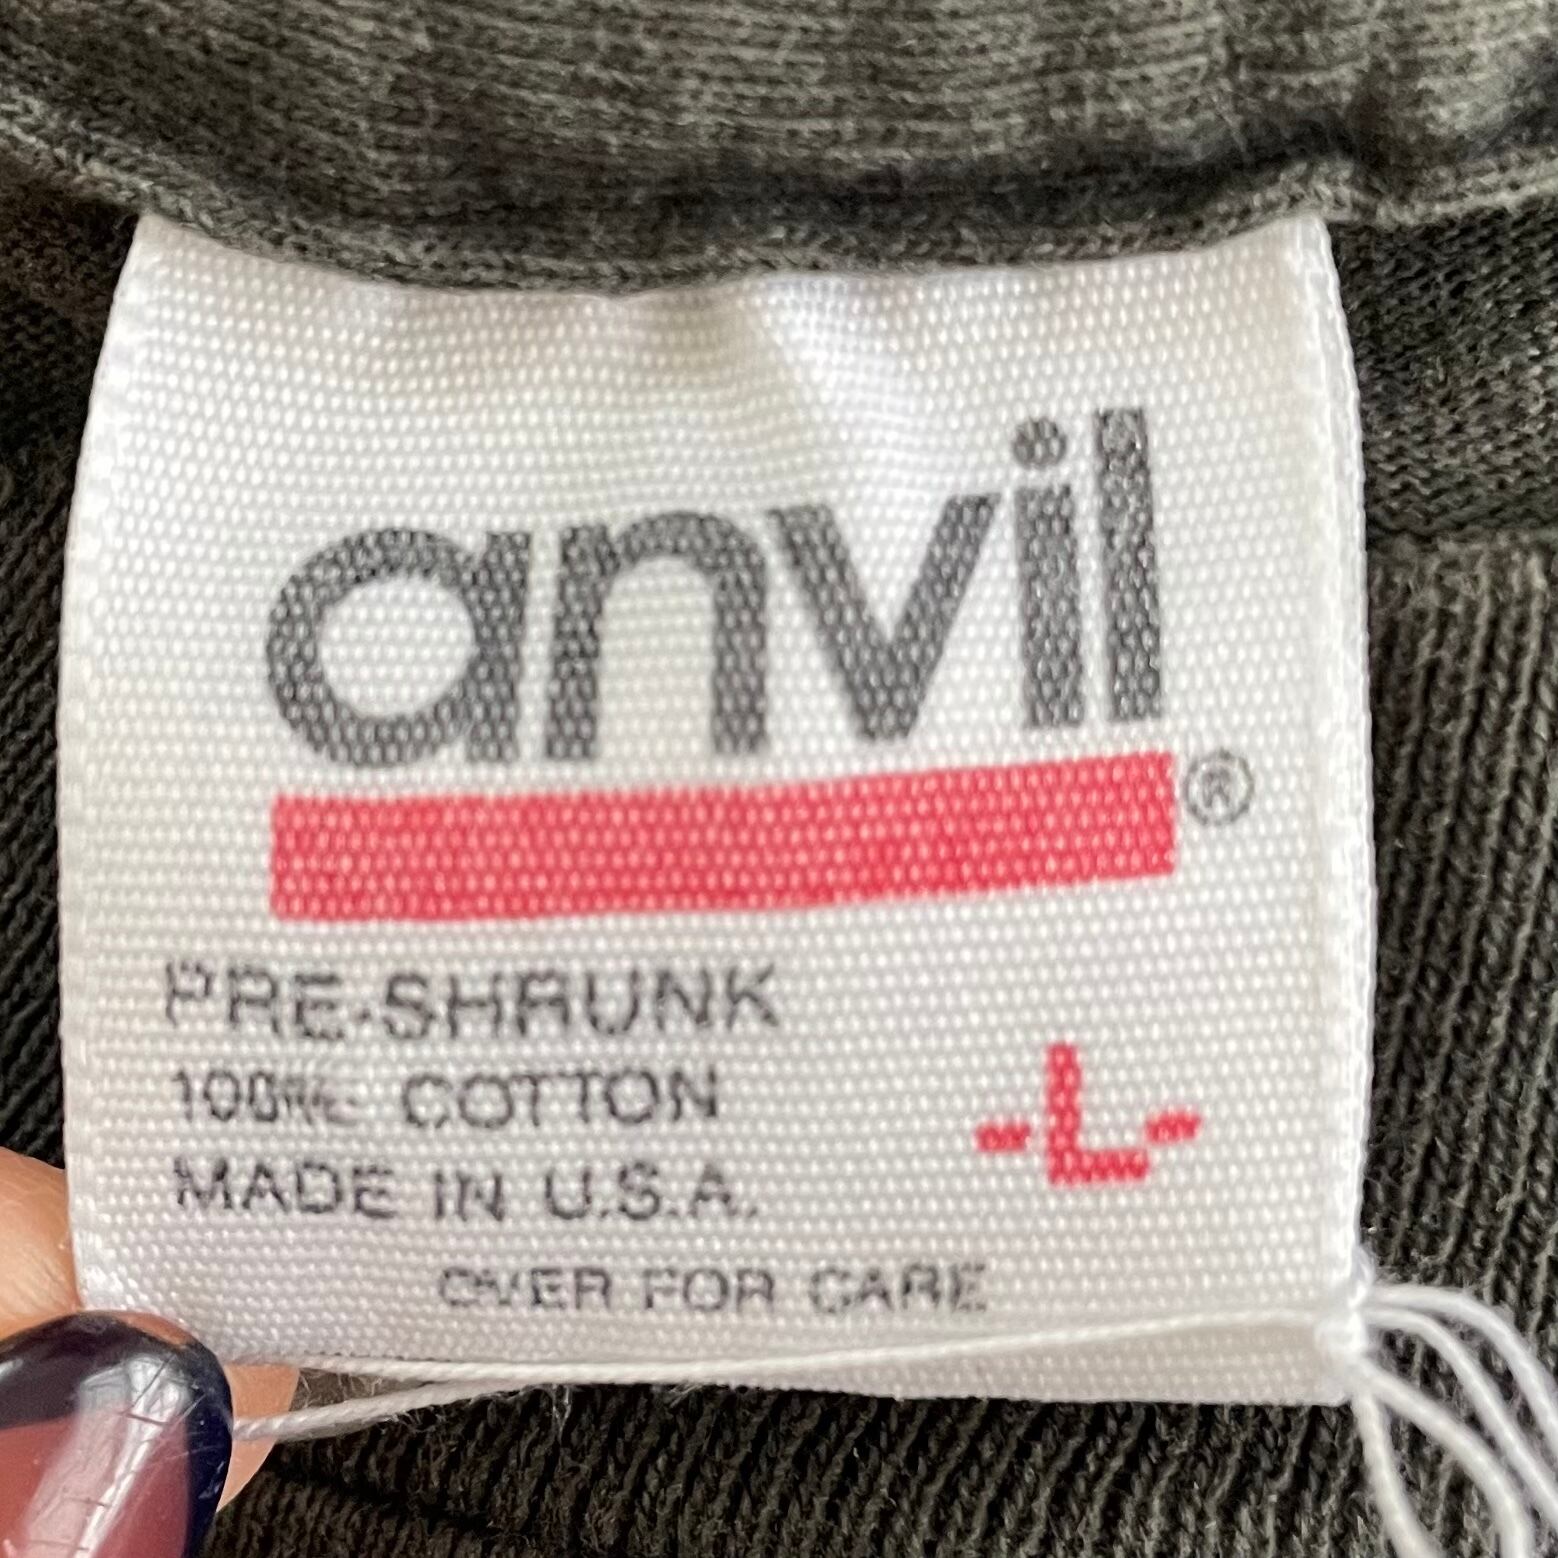 anvil®
PRE-SHRUNK
100% COTTON
MADE IN U.S.A.
-L-
OVER FOR CARE